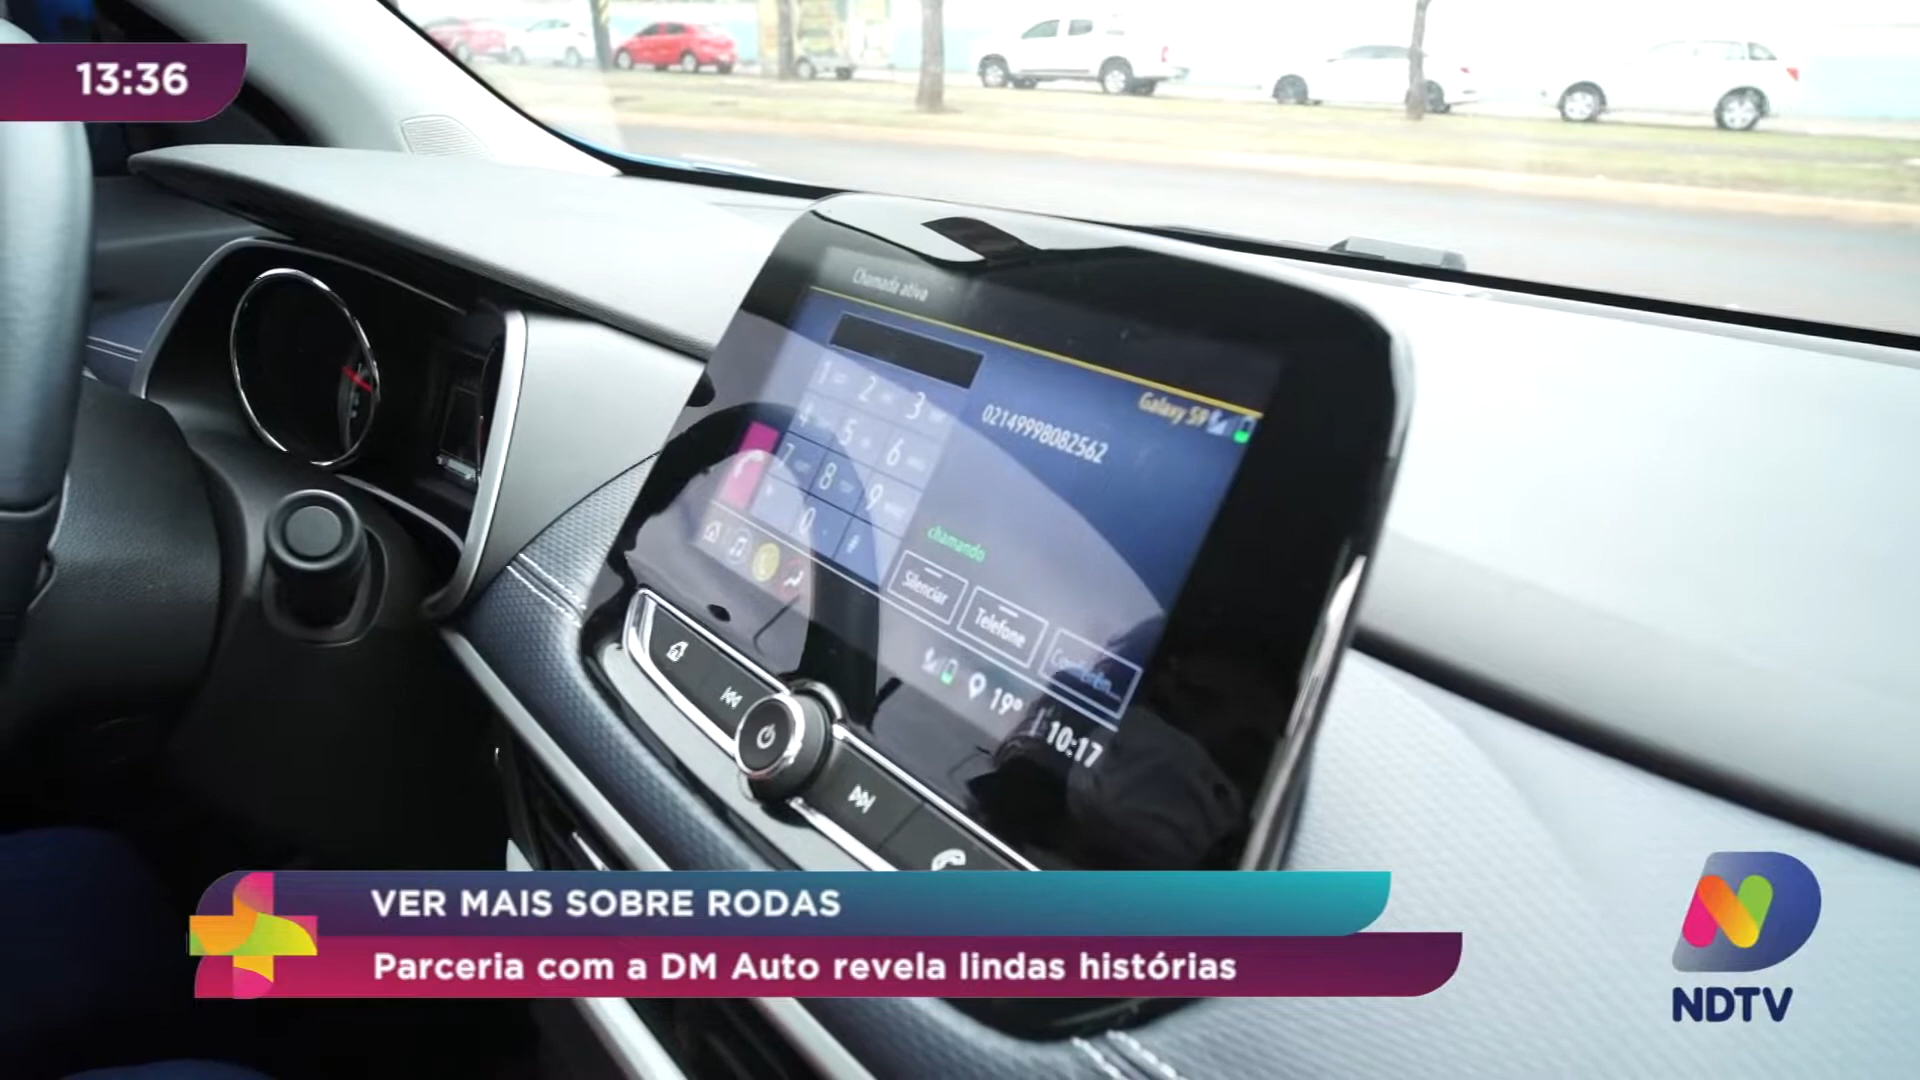 13:36
Chamada ativa
Galaxy S9
02149998082562
1 2 3
4 5 6
7 8 9
0 #
chamando
Silenciar
Telefone
Conferên...
19°
10:17
VER MAIS SOBRE RODAS
Parceria com a DM Auto revela lindas histórias
NDTV